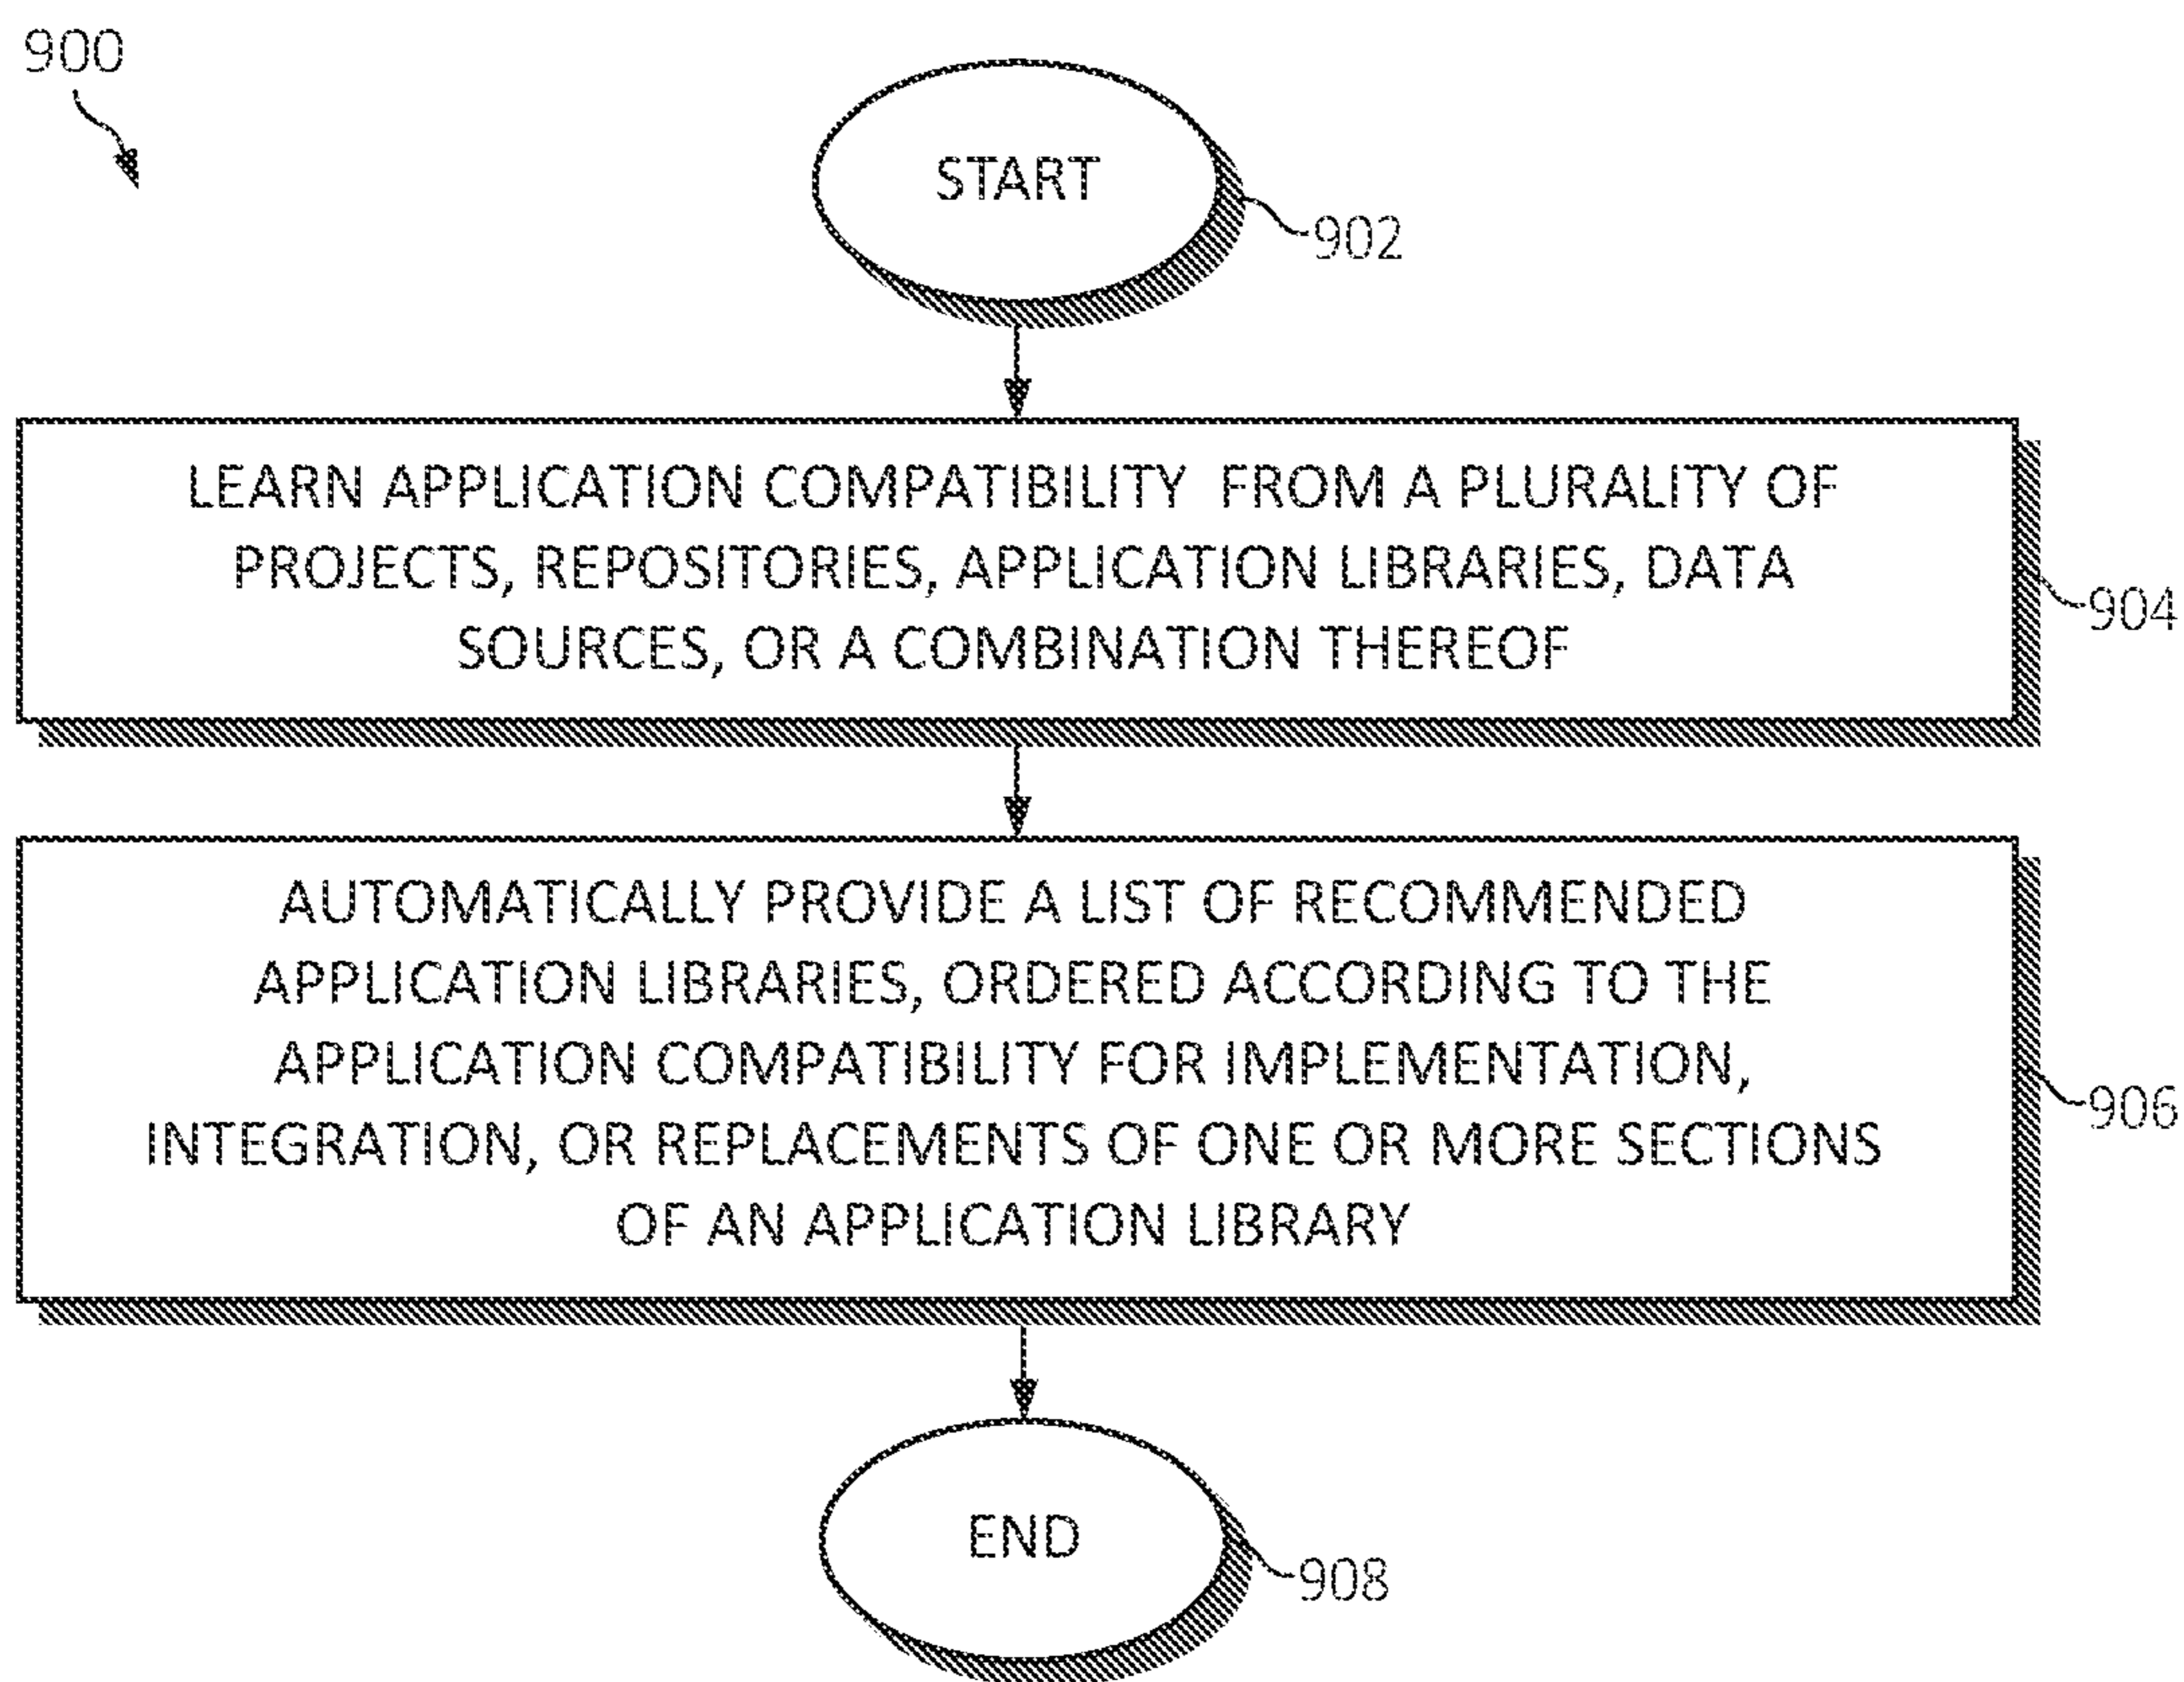 900
START
902
LEARN APPLICATION COMPATIBILITY FROM A PLURALITY OF
PROJECTS, REPOSITORIES, APPLICATION LIBRARIES, DATA
SOURCES, OR A COMBINATION THEREOF
904
AUTOMATICALLY PROVIDE A LIST OF RECOMMENDED
APPLICATION LIBRARIES, ORDERED ACCORDING TO THE
APPLICATION COMPATIBILITY FOR IMPLEMENTATION,
INTEGRATION, OR REPLACEMENTS OF ONE OR MORE SECTIONS
OF AN APPLICATION LIBRARY
906
END
908